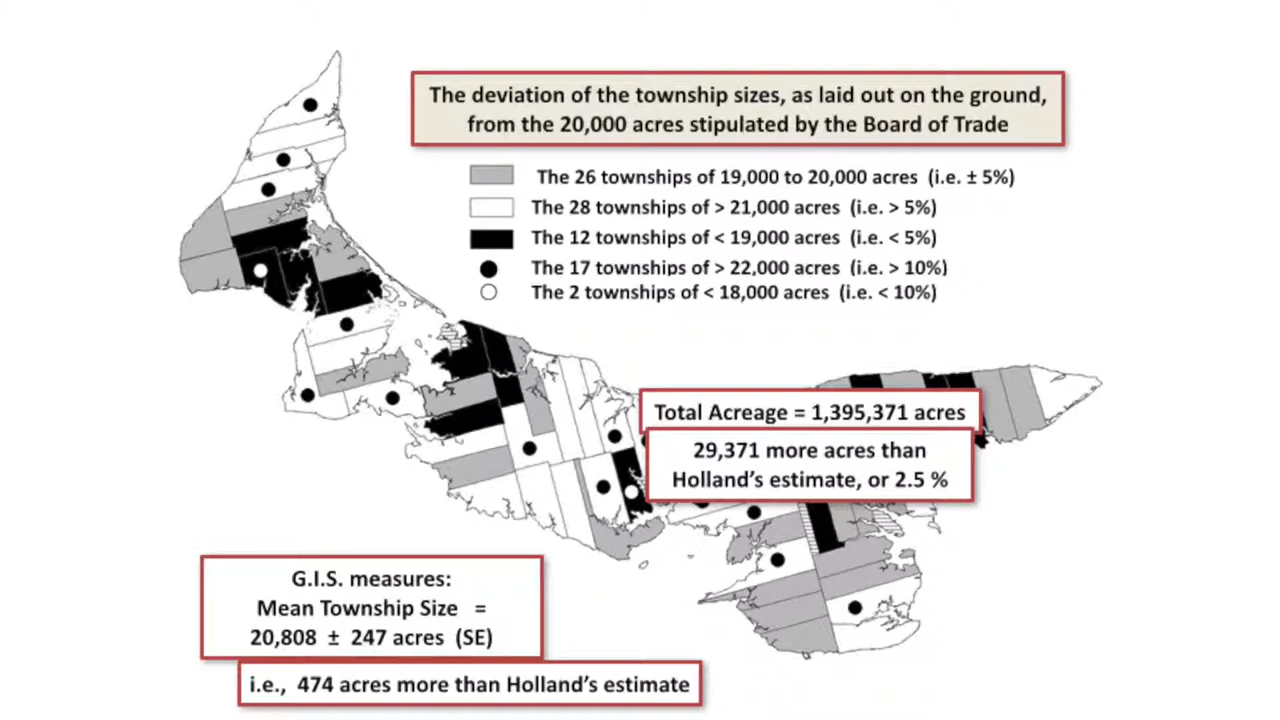 The deviation of the township sizes, as laid out on the ground,
from the 20,000 acres stipulated by the Board of Trade
The 26 townships of 19,000 to 20,000 acres (i.e. ± 5%)
The 28 townships of > 21,000 acres (i.e. > 5%)
The 12 townships of < 19,000 acres (i.e. < 5%)
The 17 townships of > 22,000 acres (i.e. > 10%)
The 2 townships of < 18,000 acres (i.e. < 10%)
Total Acreage = 1,395,371 acres
29,371 more acres than
Holland's estimate, or 2.5 %
G.I.S. measures:
Mean Township Size =
20,808 ± 247 acres (SE)
i.e., 474 acres more than Holland's estimate